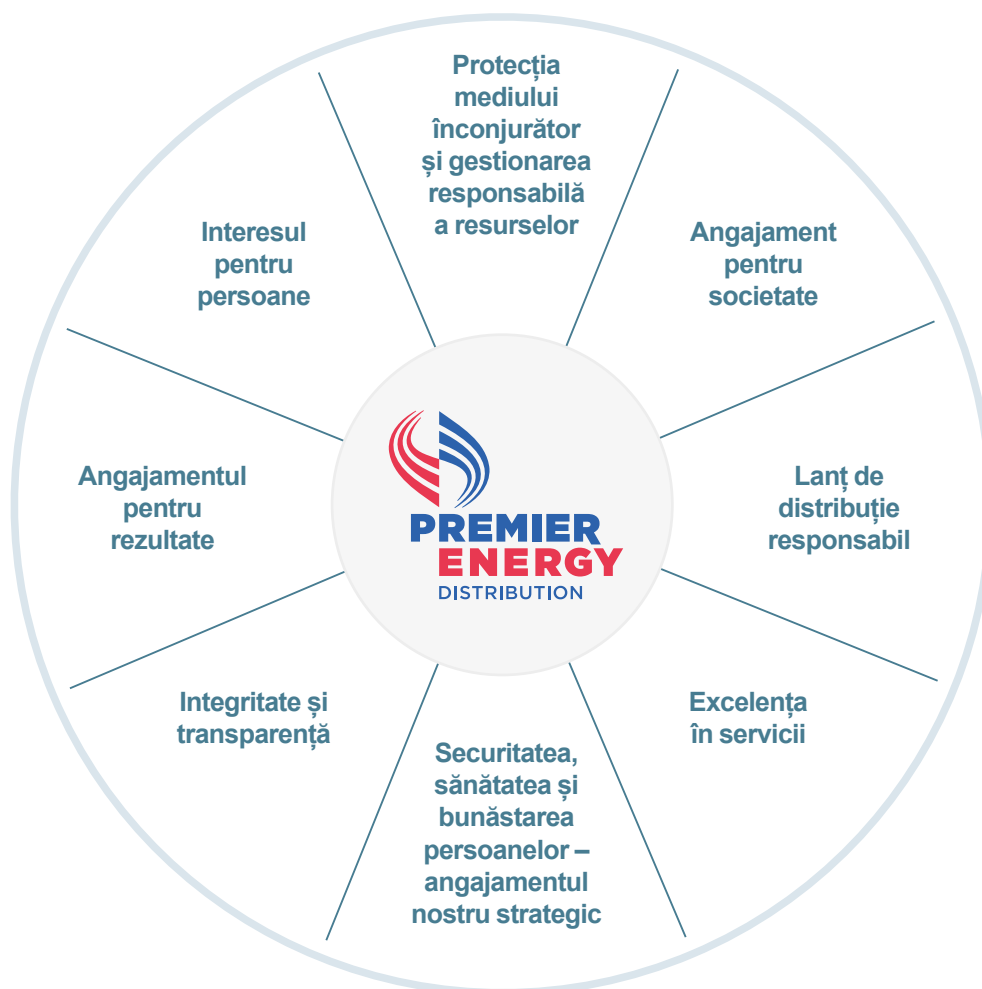 Protecția
mediului
înconjurător
și gestionarea
responsabilă
a resurselor
Angajament
pentru
societate
Lanț de
distribuție
responsabil
Excelența
în servicii
Securitatea,
sănătatea și
bunăstarea
persoanelor –
angajamentul
nostru strategic
Integritate și
transparență
Angajamentul
pentru
rezultate
Interesul
pentru
persoane
PREMIER
ENERGY
DISTRIBUTION